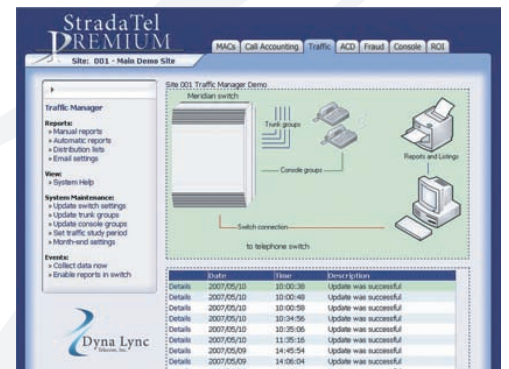 StradaTel
PREMIUM
Site: 001 - Main Demo Site
MACs Call Accounting Traffic ACD Fraud Console ROI
Traffic Manager
Reports:
» Manual reports
» Automatic reports
» Distribution lists
» Email settings
View:
» System Help
System Maintenance:
» Update switch settings
» Update trunk groups
» Update console groups
» Set traffic study period
» Month-end settings
Events:
» Collect data now
» Enable reports in switch
Dyna Lync
Telecom, Inc.
Site 001 Traffic Manager Demo
Meridian switch
Trunk groups
Console groups
Reports and Listings
Switch connection
to telephone switch
Date Time Description
Details 2007/05/10 10:00:38 Update was successful
Details 2007/05/10 10:00:48 Update was successful
Details 2007/05/10 10:00:58 Update was successful
Details 2007/05/10 10:34:56 Update was successful
Details 2007/05/10 10:35:06 Update was successful
Details 2007/05/10 11:35:16 Update was successful
Details 2007/05/09 14:45:54 Update was successful
Details 2007/05/09 14:06:04 Update was successful